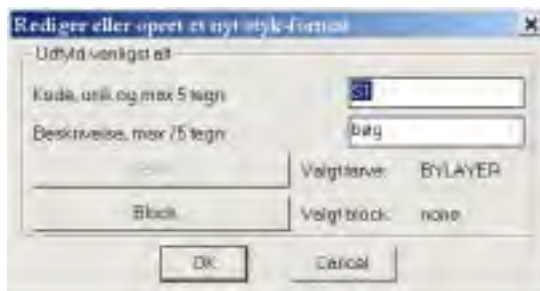 Rediger eller opret et nyt styk-format
Udfyld venligst alt
Kode, unik og max 5 tegn
Beskrivelse, max 75 tegn
bøg
Valgt farve: BYLAYER
Block
Valgt block: none
OK
Cancel